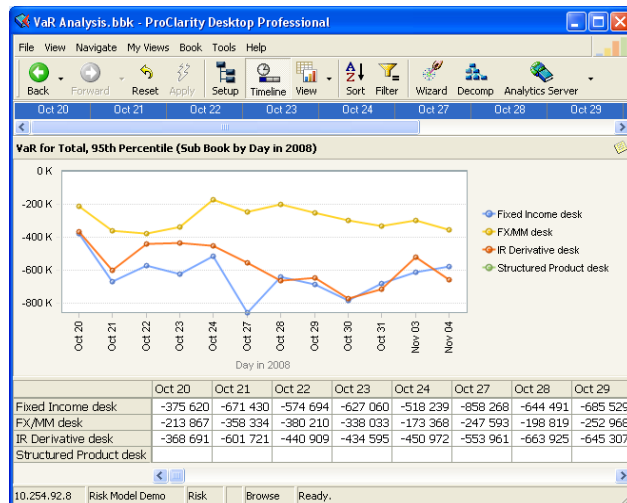 VaR Analysis.bbk - ProClarity Desktop Professional
File View Navigate My Views Book Tools Help
Back Forward Reset Apply Setup Timeline View Sort Filter Wizard Decomp Analytics Server
Oct 20 Oct 21 Oct 22 Oct 23 Oct 24 Oct 27 Oct 28 Oct 29
VaR for Total, 95th Percentile (Sub Book by Day in 2008)
0 K
-200 K
-400 K
-600 K
-800 K
Fixed Income desk
FX/MM desk
IR Derivative desk
Structured Product desk
Oct 20 Oct 21 Oct 22 Oct 23 Oct 24 Oct 27 Oct 28 Oct 29 Oct 30 Oct 31 Nov 03 Nov 04
Day in 2008
Oct 20 Oct 21 Oct 22 Oct 23 Oct 24 Oct 27 Oct 28 Oct 29
Fixed Income desk -375 620 -671 430 -574 694 -627 060 -518 239 -858 268 -644 491 -685 529
FX/MM desk -213 867 -358 334 -380 210 -338 033 -173 368 -247 593 -198 819 -252 968
IR Derivative desk -368 691 -601 721 -440 909 -434 595 -450 972 -553 961 -663 925 -645 307
Structured Product desk
10.254.92.8 Risk Model Demo Risk Browse Ready.